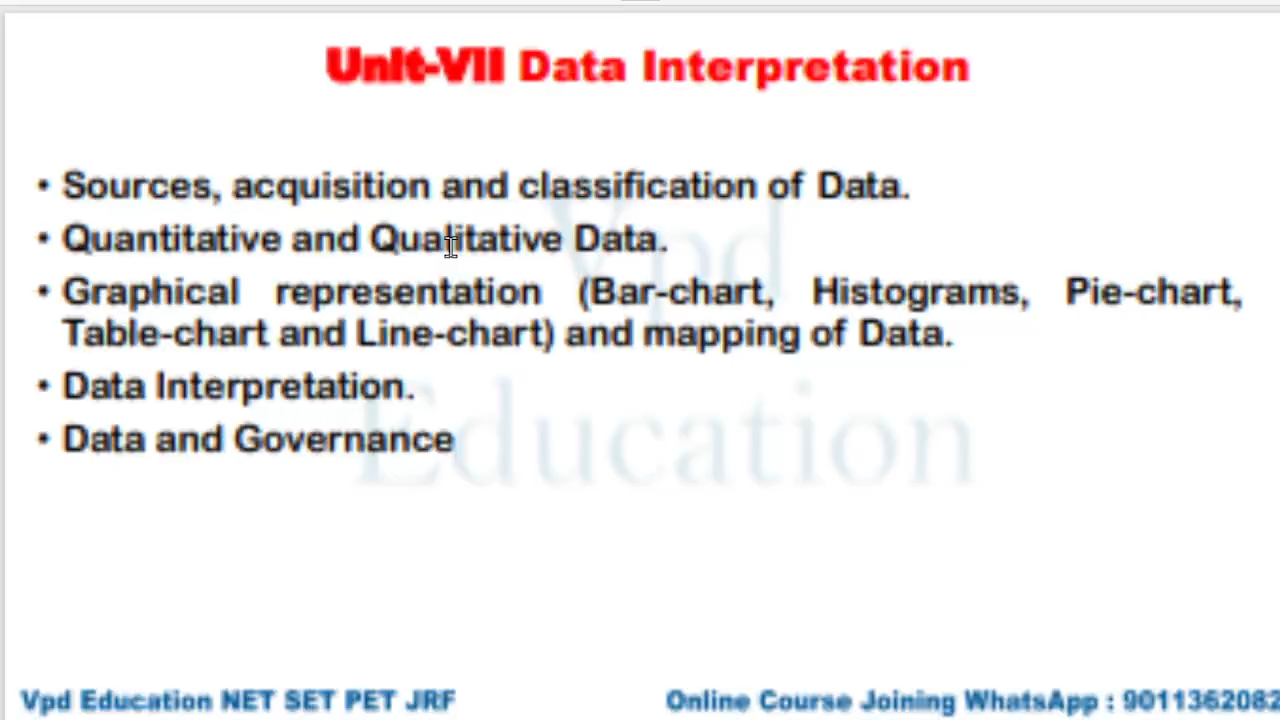 Unit-VII Data Interpretation
• Sources, acquisition and classification of Data.
• Quantitative and Qualitative Data.
• Graphical representation (Bar-chart, Histograms, Pie-chart,
Table-chart and Line-chart) and mapping of Data.
• Data Interpretation.
• Data and Governance
Vpd
Education
Vpd Education NET SET PET JRF
Online Course Joining WhatsApp : 9011362082